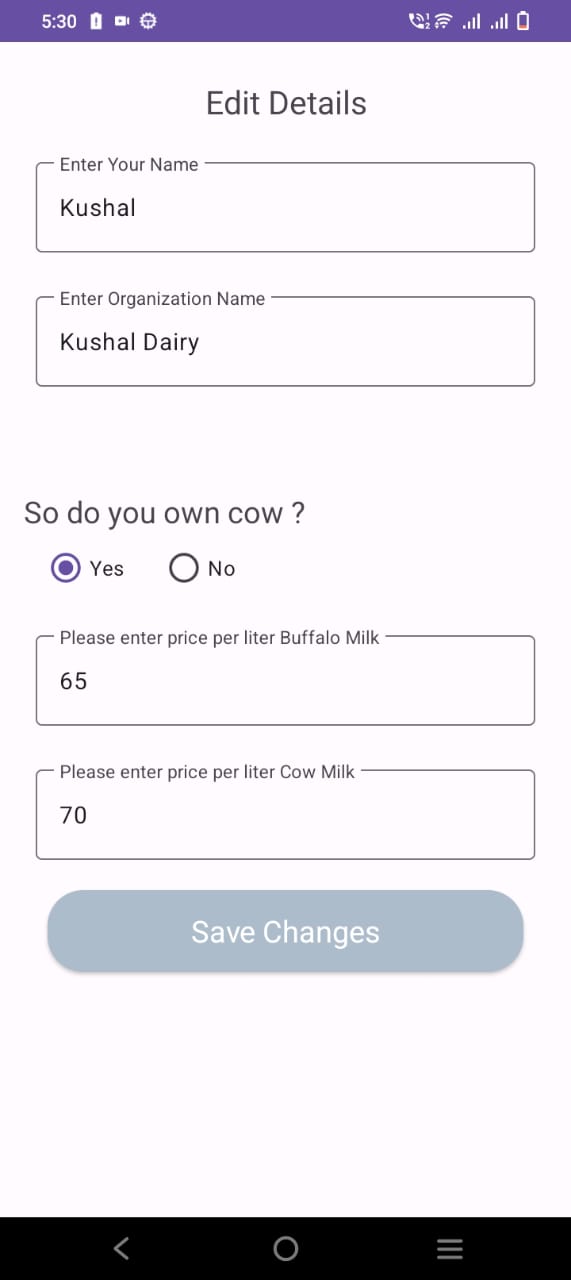 5:30
Edit Details
Enter Your Name
Kushal
Enter Organization Name
Kushal Dairy
So do you own cow ?
Yes No
Please enter price per liter Buffalo Milk
65
Please enter price per liter Cow Milk
70
Save Changes